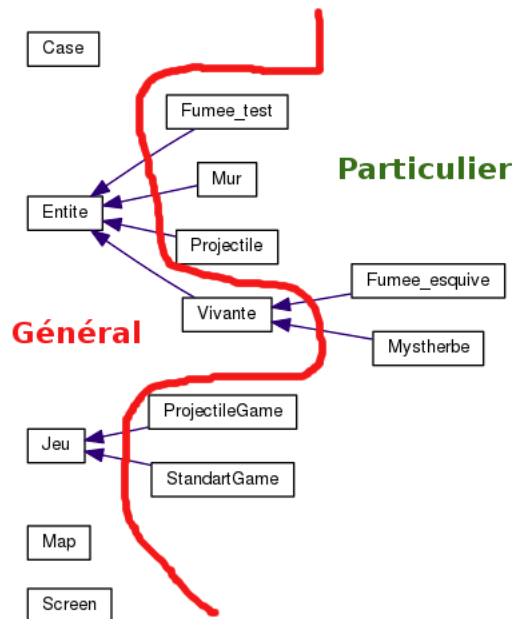 Case
Fumee_test
Particulier
Mur
Entite
Projectile
Fumee_esquive
Vivante
Général
Mystherbe
ProjectileGame
Jeu
StandartGame
Map
Screen